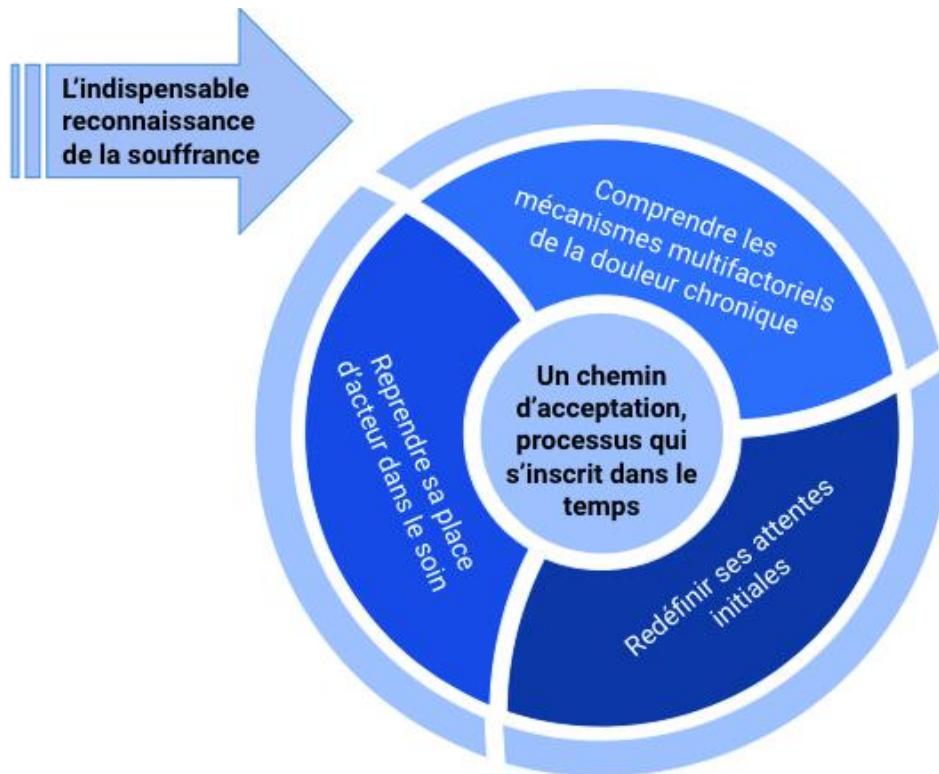 L’indispensable
reconnaissance
de la souffrance
Comprendre les
mécanismes multifactoriels
de la douleur chronique
Un chemin
d’acceptation,
processus qui
s’inscrit dans le
temps
Reprendre sa place
d'acteur dans le soin
Redéfinir ses attentes
initiales